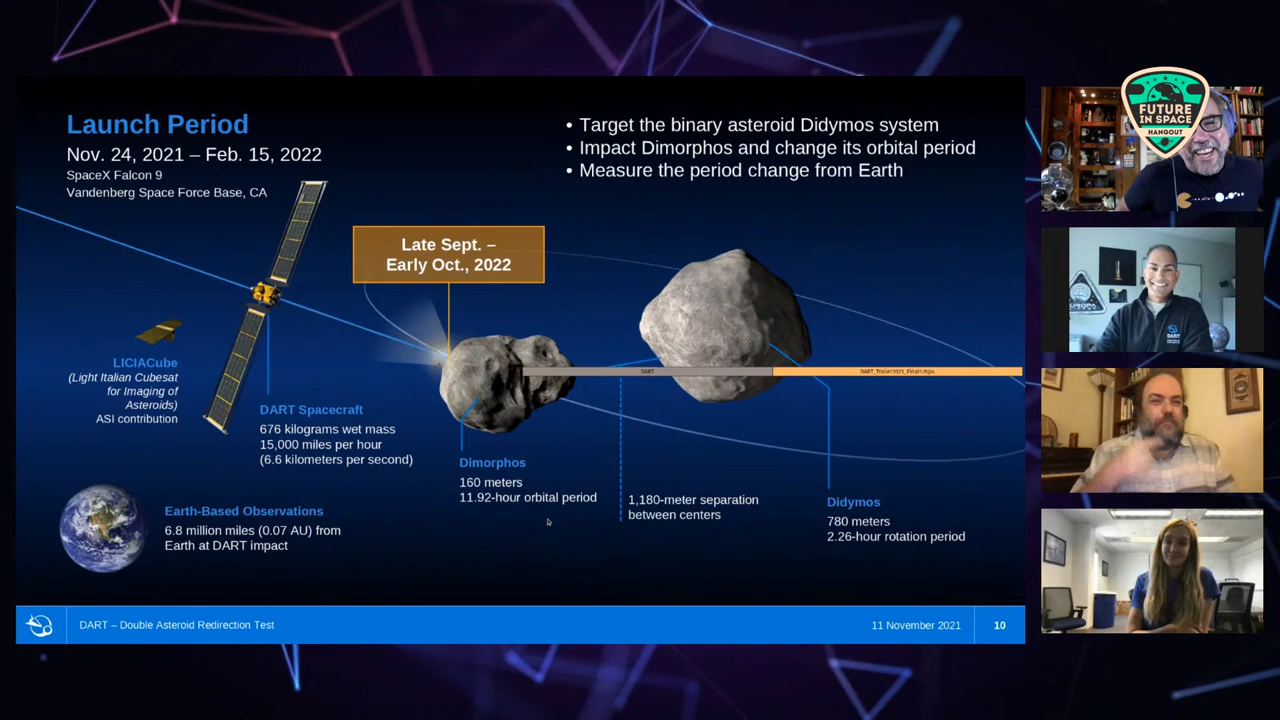 Launch Period
Nov. 24, 2021 – Feb. 15, 2022
SpaceX Falcon 9
Vandenberg Space Force Base, CA
• Target the binary asteroid Didymos system
• Impact Dimorphos and change its orbital period
• Measure the period change from Earth
Late Sept. –
Early Oct., 2022
LICIACube
(Light Italian Cubesat
for Imaging of
Asteroids)
ASI contribution
DART Spacecraft
676 kilograms wet mass
15,000 miles per hour
(6.6 kilometers per second)
DART
DART_Trailer2021_Final1.mp4
Dimorphos
160 meters
11.92-hour orbital period
1,180-meter separation
between centers
Didymos
780 meters
2.26-hour rotation period
Earth-Based Observations
6.8 million miles (0.07 AU) from
Earth at DART impact
DART – Double Asteroid Redirection Test
11 November 2021
10
FUTURE
IN SPACE
HANGOUT
DART